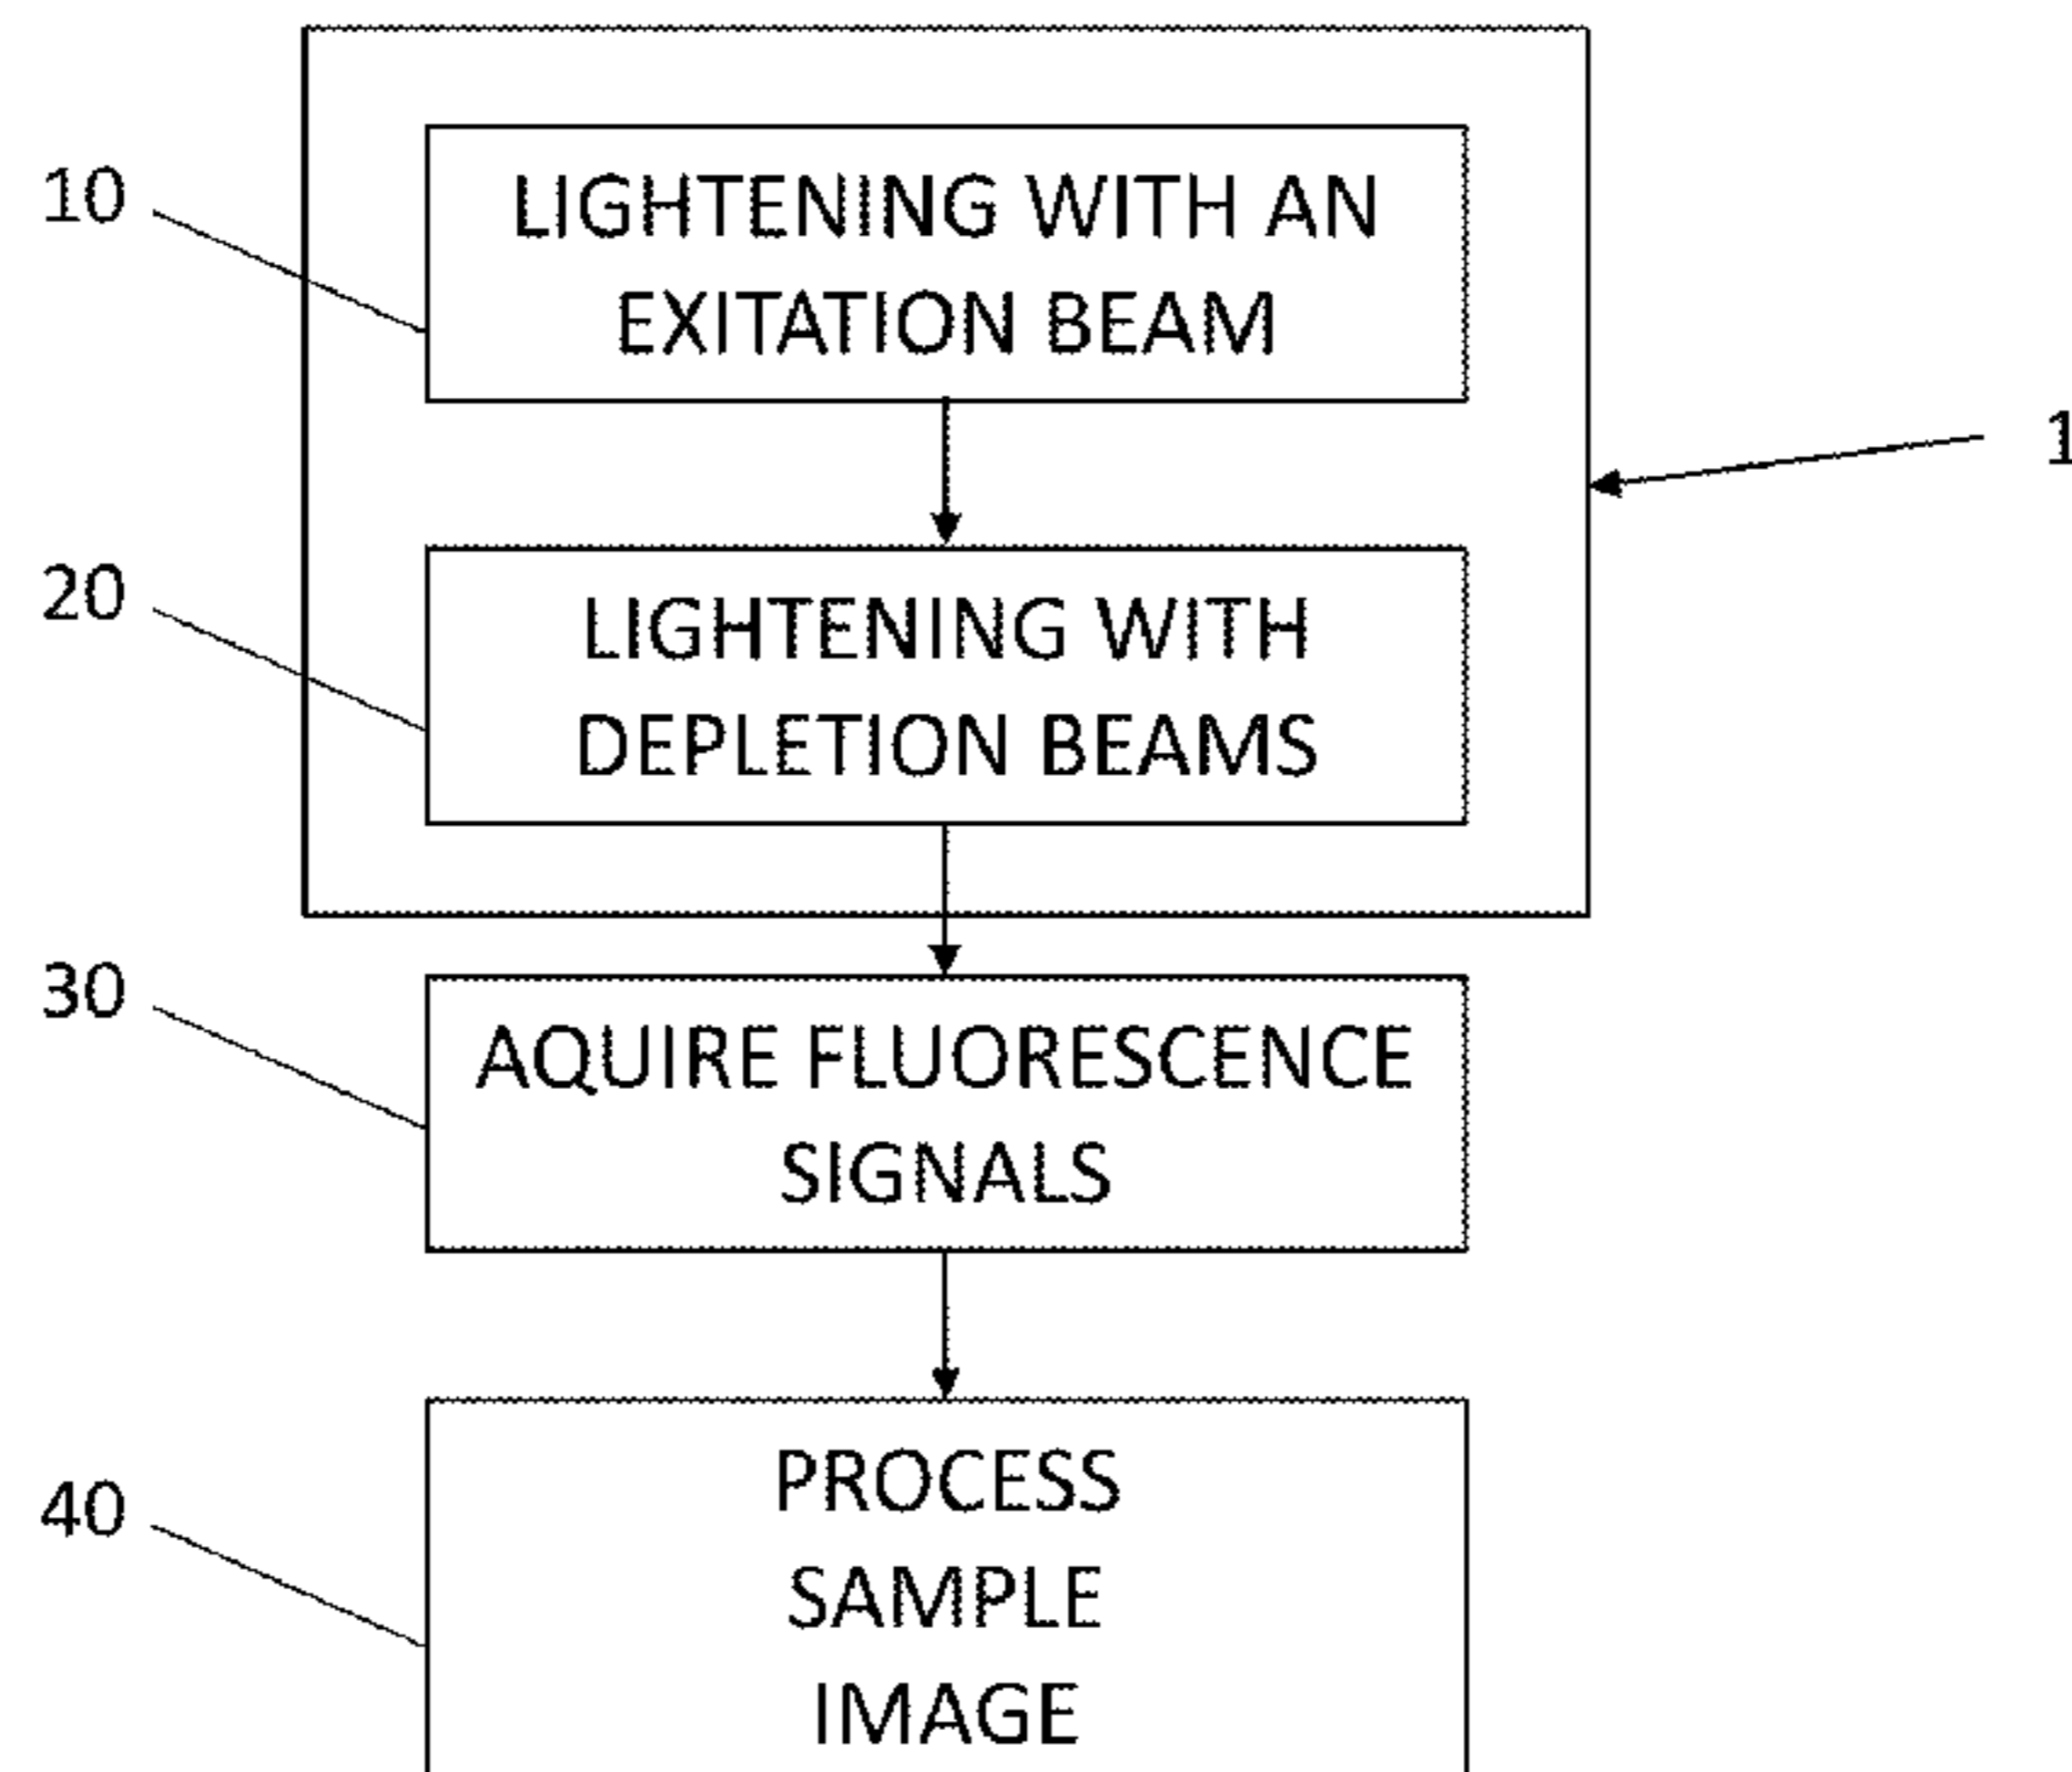 10
LIGHTENING WITH AN
EXITATION BEAM
1
20
LIGHTENING WITH
DEPLETION BEAMS
30
AQUIRE FLUORESCENCE
SIGNALS
40
PROCESS
SAMPLE
IMAGE